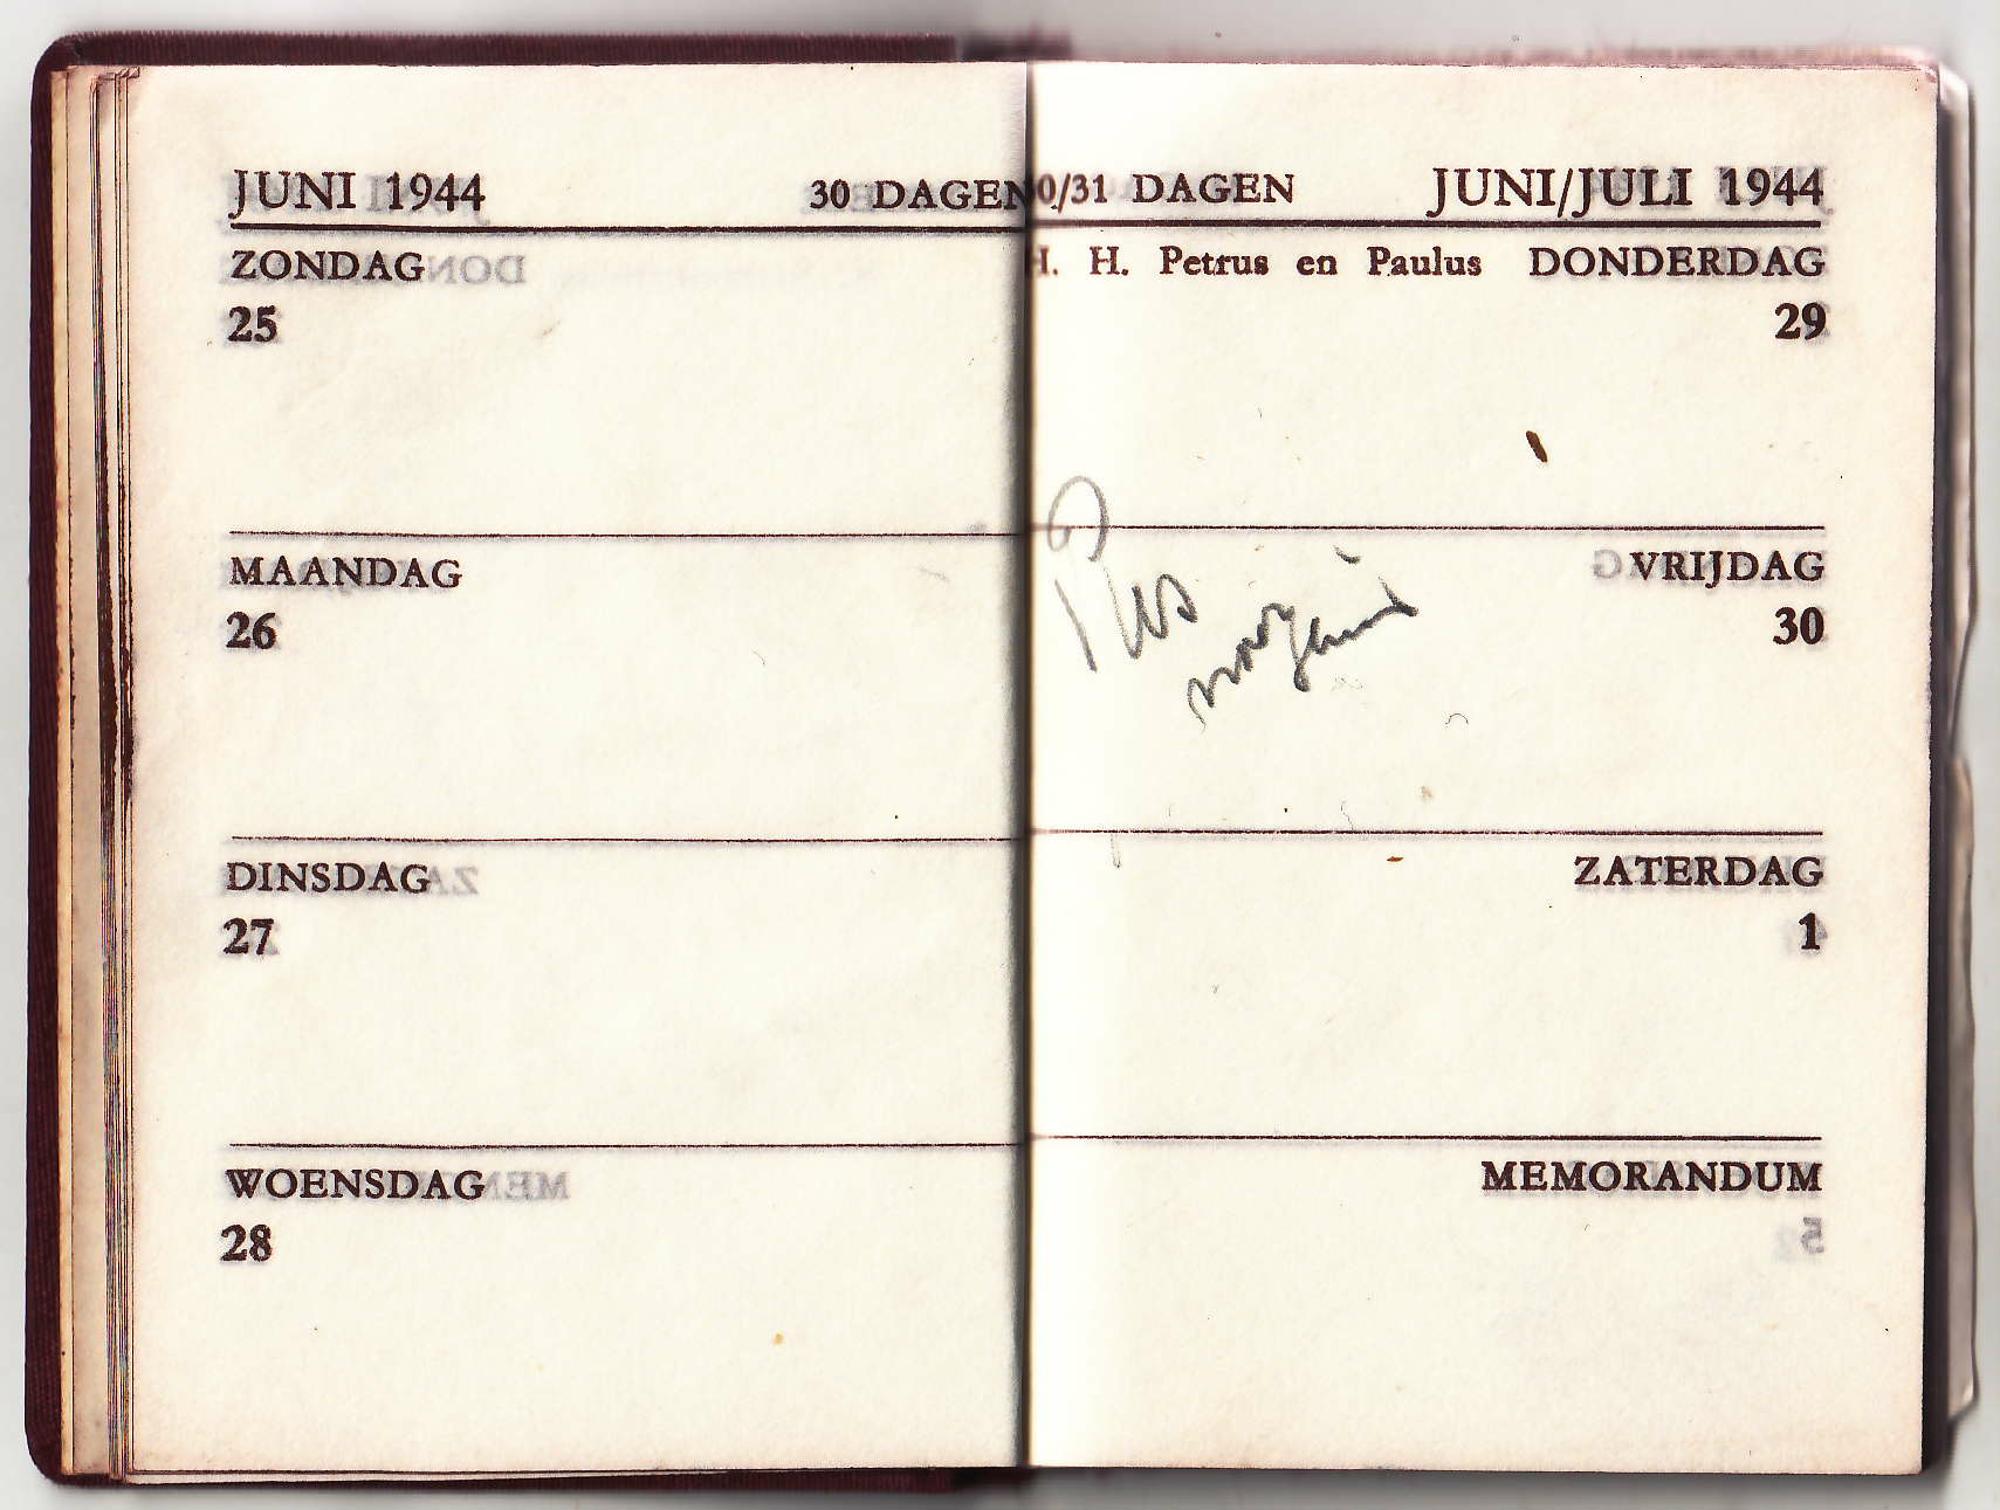 JUNI 1944 30 DAGEN
ZONDAG
25
MAANDAG
26
DINSDAG
27
WOENSDAG
28
0/31 DAGEN JUNI/JULI 1944
H. H. Petrus en Paulus DONDERDAG
29
VRIJDAG
30
ZATERDAG
1
MEMORANDUM